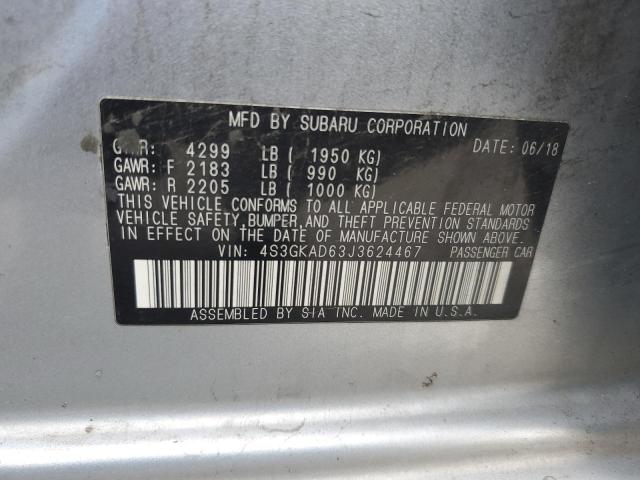 MFD BY SUBARU CORPORATION
DATE: 06/18
GWR: 4299 LB ( 1950 KG)
GAWR: F 2183 LB ( 990 KG)
GAWR: R 2205 LB ( 1000 KG)
THIS VEHICLE CONFORMS TO ALL APPLICABLE FEDERAL MOTOR
VEHICLE SAFETY, BUMPER, AND THEFT PREVENTION STANDARDS
IN EFFECT ON THE DATE OF MANUFACTURE SHOWN ABOVE.
VIN: 4S3GKAD63J3624467 PASSENGER CAR
ASSEMBLED BY SIA INC. MADE IN U.S.A.